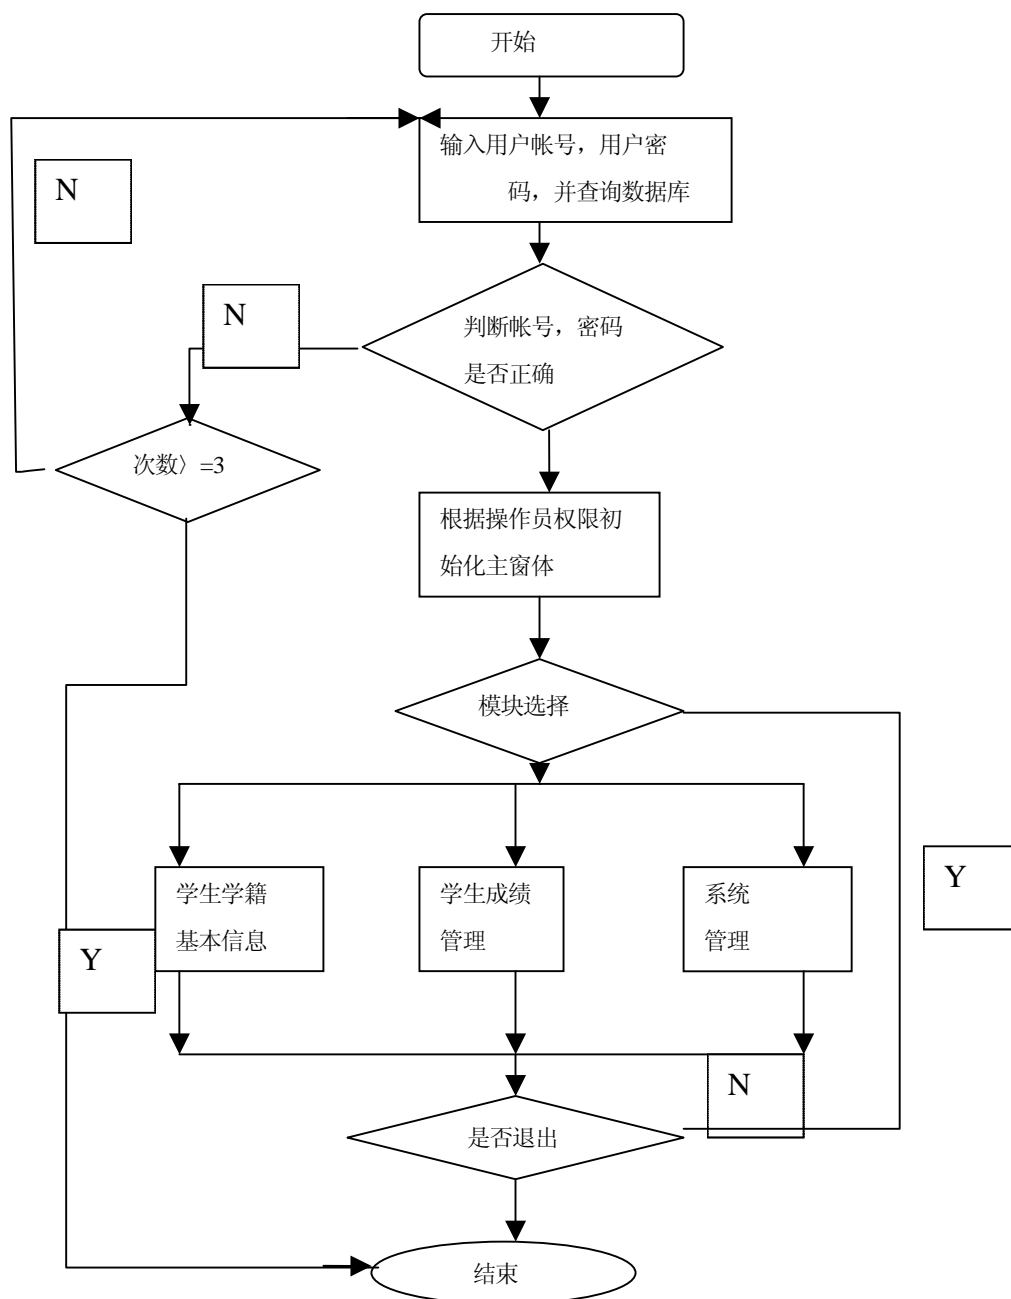 开始
输入用户帐号，用户密
码，并查询数据库
N
N
判断帐号，密码
是否正确
次数〉=3
根据操作员权限初
始化主窗体
模块选择
学生学籍
基本信息
学生成绩
管理
系统
管理
Y
Y
N
是否退出
结束